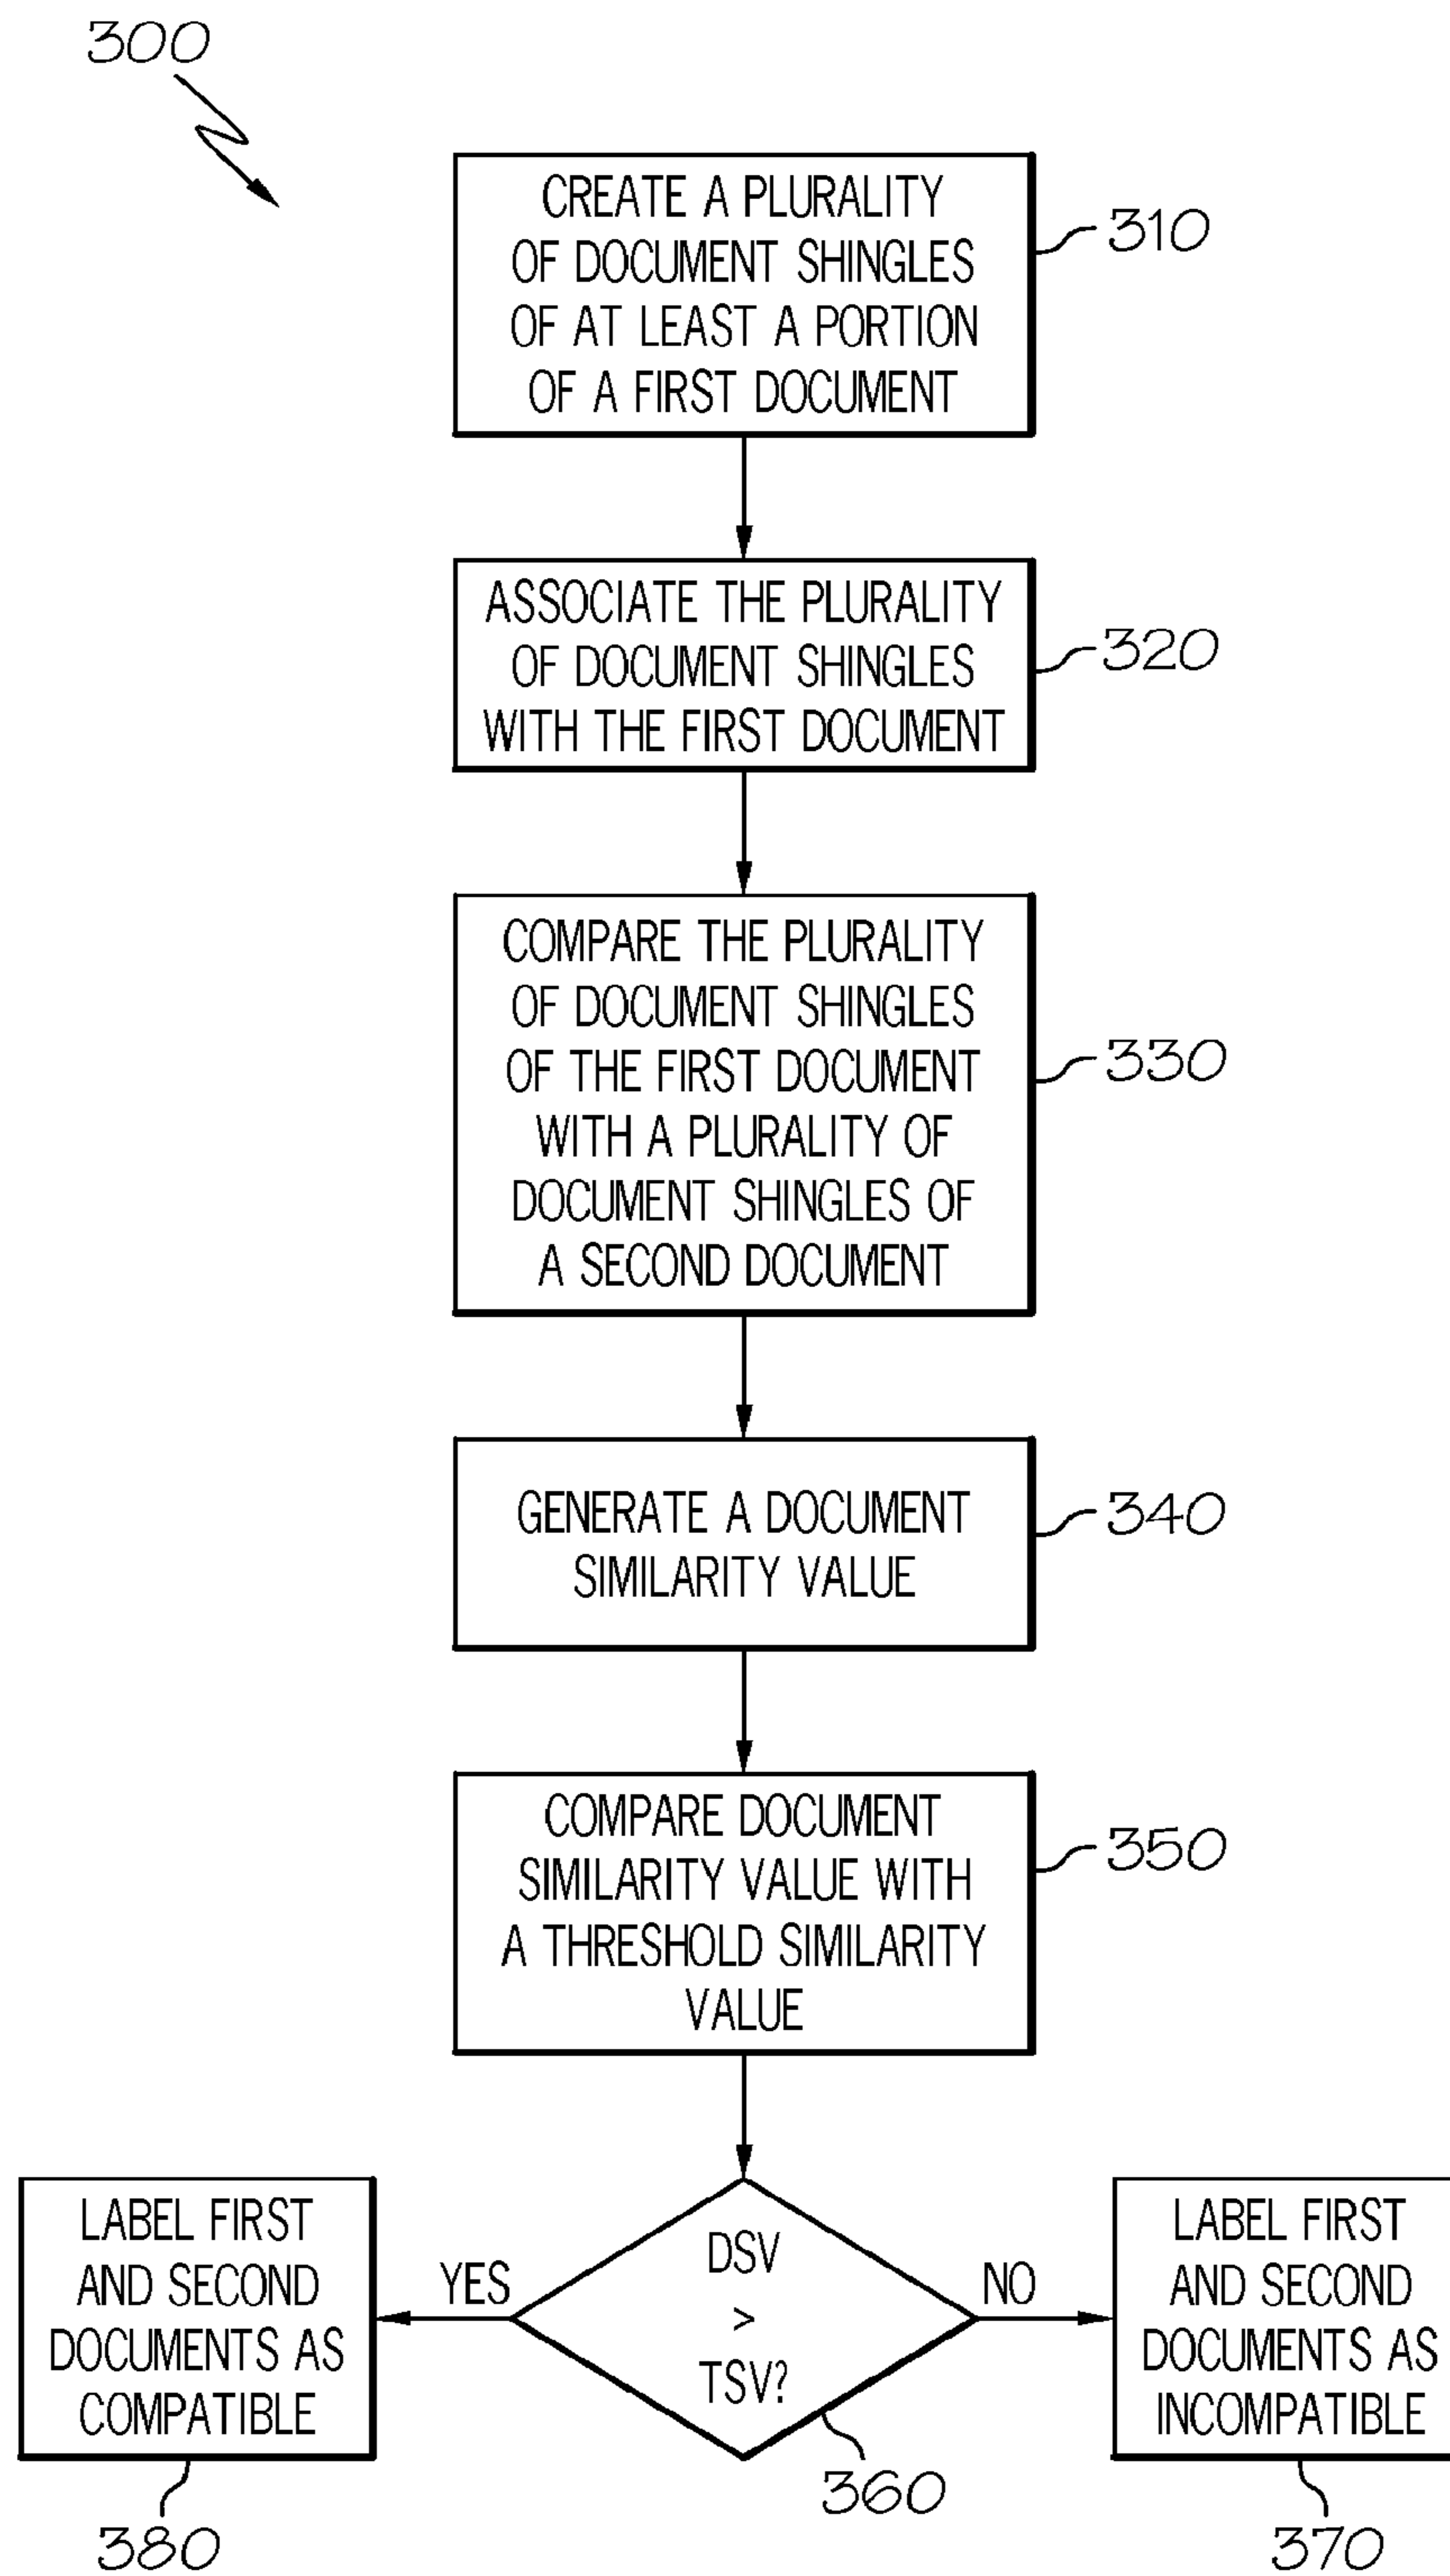 300
CREATE A PLURALITY
OF DOCUMENT SHINGLES
OF AT LEAST A PORTION
OF A FIRST DOCUMENT
310
ASSOCIATE THE PLURALITY
OF DOCUMENT SHINGLES
WITH THE FIRST DOCUMENT
320
COMPARE THE PLURALITY
OF DOCUMENT SHINGLES
OF THE FIRST DOCUMENT
WITH A PLURALITY OF
DOCUMENT SHINGLES OF
A SECOND DOCUMENT
330
GENERATE A DOCUMENT
SIMILARITY VALUE
340
COMPARE DOCUMENT
SIMILARITY VALUE WITH
A THRESHOLD SIMILARITY
VALUE
350
DSV
>
TSV?
360
YES
LABEL FIRST
AND SECOND
DOCUMENTS AS
COMPATIBLE
380
NO
LABEL FIRST
AND SECOND
DOCUMENTS AS
INCOMPATIBLE
370